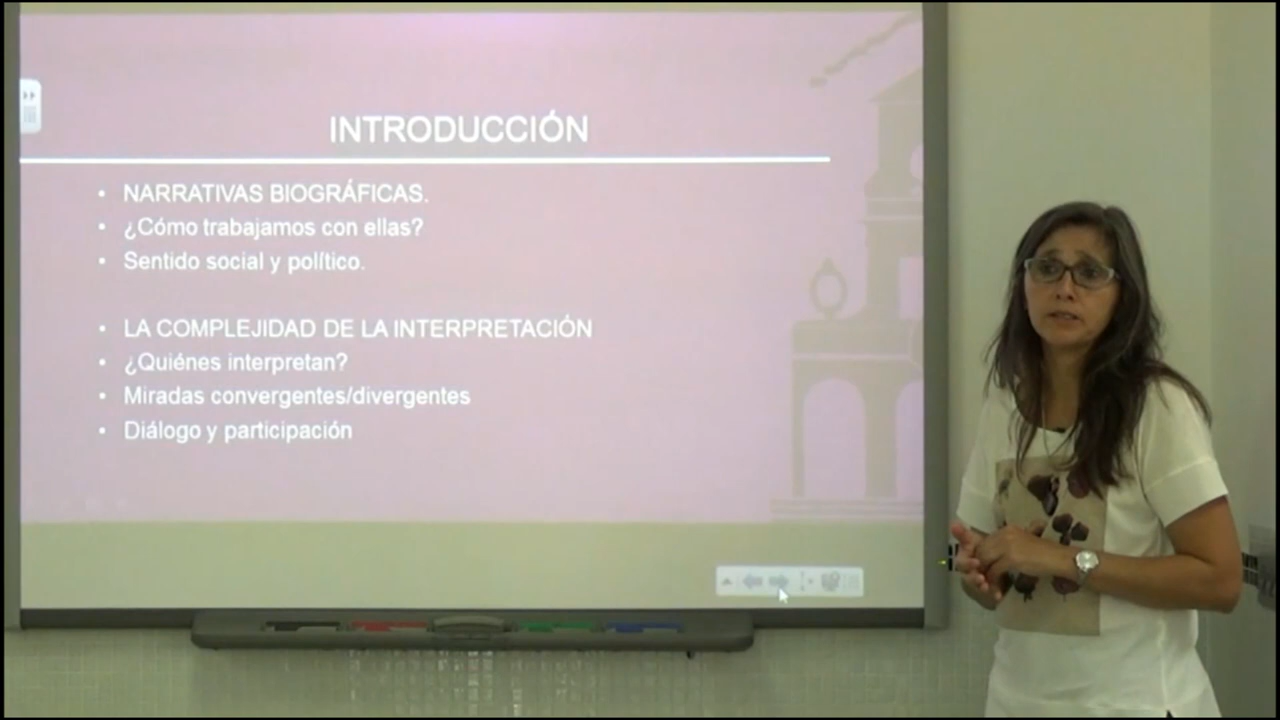 INTRODUCCIÓN
• NARRATIVAS BIOGRÁFICAS.
• ¿Cómo trabajamos con ellas?
• Sentido social y político.
• LA COMPLEJIDAD DE LA INTERPRETACIÓN
• ¿Quiénes interpretan?
• Miradas convergentes/divergentes
• Diálogo y participación